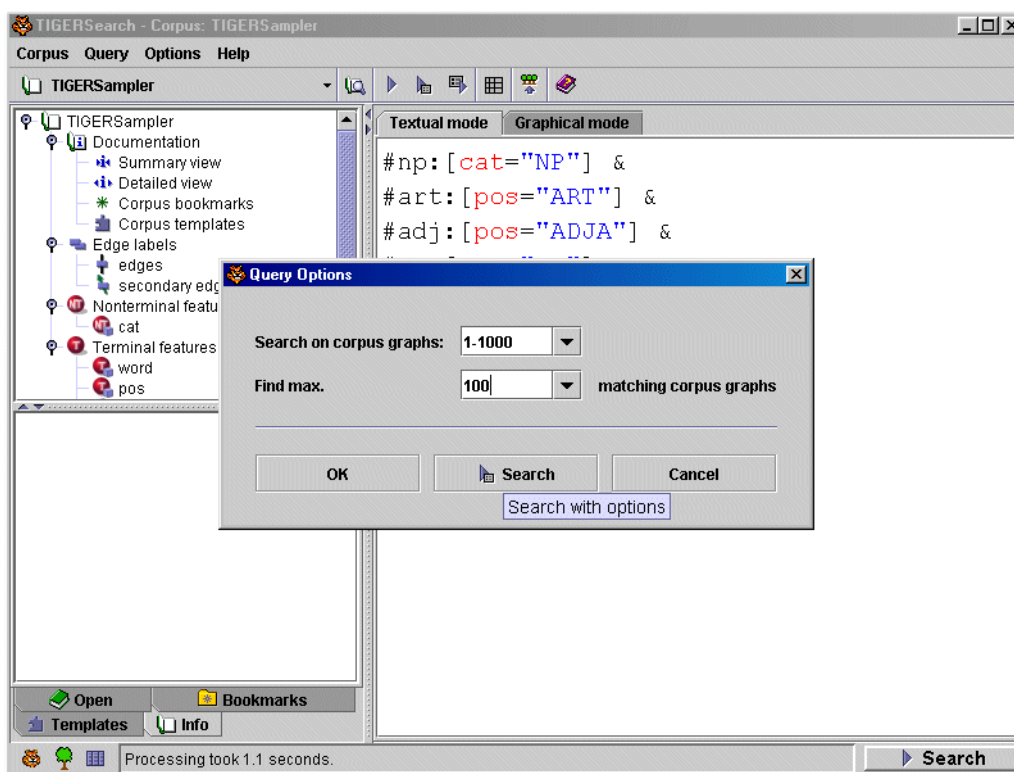 TIGERSearch - Corpus: TIGERSampler
Corpus Query Options Help
TIGERSampler
TIGERSampler
Documentation
Summary view
Detailed view
Corpus bookmarks
Corpus templates
Edge labels
edges
secondary edg
Nonterminal featu
cat
Terminal features
word
pos
Textual mode Graphical mode
#np:[cat="NP"] &
#art:[pos="ART"] &
#adj:[pos="ADJA"] &
Query Options
Search on corpus graphs: 1-1000
Find max. 100 matching corpus graphs
OK Search Cancel
Search with options
Open Bookmarks
Templates Info
Processing took 1.1 seconds.
Search